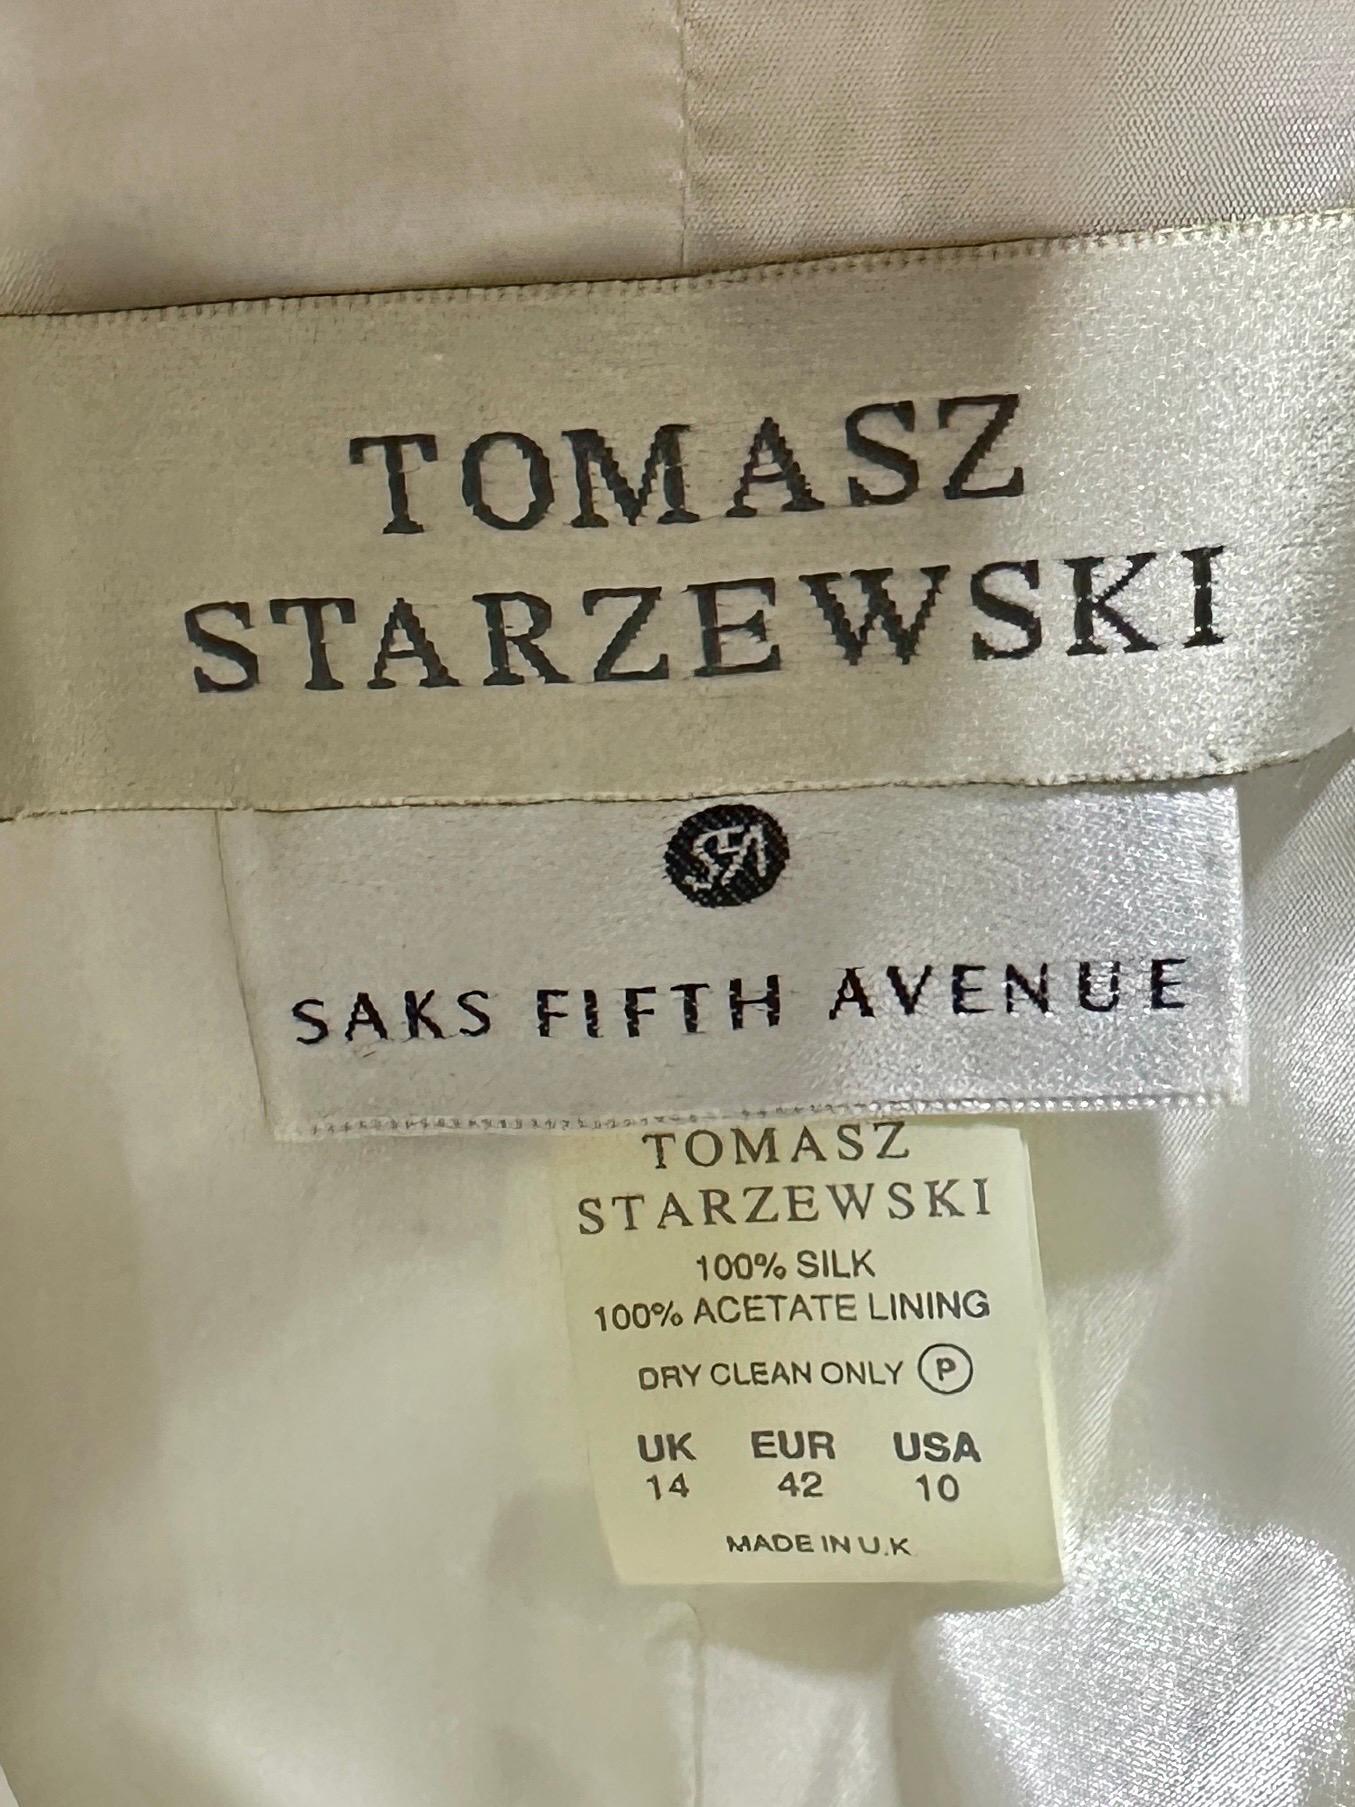 TOMASZ
STARZEWSKI
SFA
SAKS FIFTH AVENUE
TOMASZ
STARZEWSKI
100% SILK
100% ACETATE LINING
DRY CLEAN ONLY P
UK EUR USA
14 42 10
MADE IN U.K